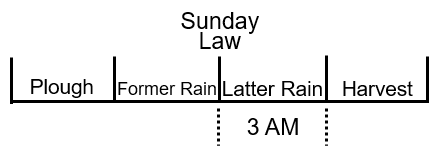 Sunday
Law
Plough Former Rain Latter Rain Harvest
3 AM